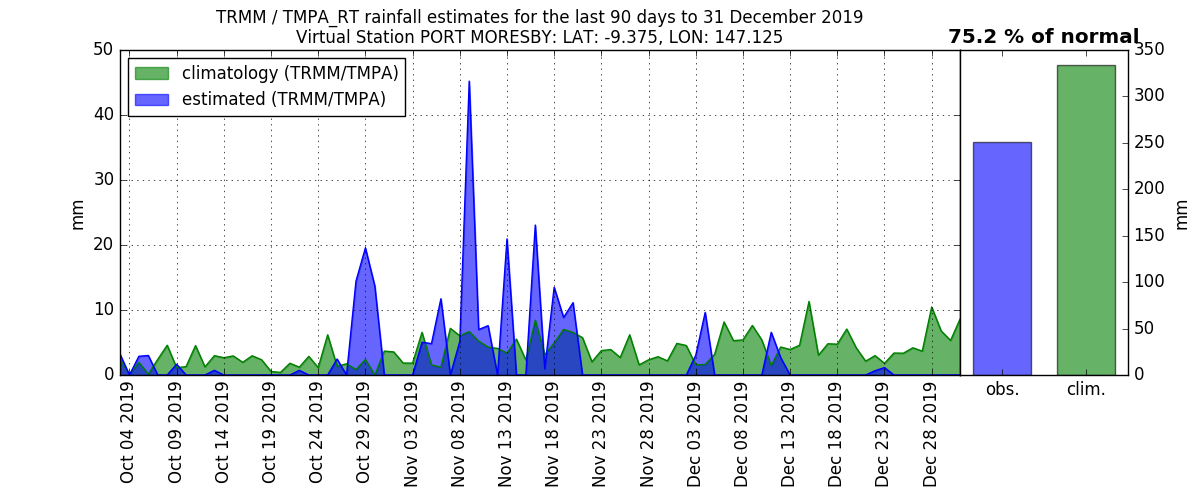 TRMM / TMPA_RT rainfall estimates for the last 90 days to 31 December 2019
Virtual Station PORT MORESBY: LAT: -9.375, LON: 147.125
75.2 % of normal
climatology (TRMM/TMPA)
estimated (TRMM/TMPA)
50
40
30
20
10
0
mm
350
300
250
200
150
100
50
0
mm
Oct 04 2019
Oct 09 2019
Oct 14 2019
Oct 19 2019
Oct 24 2019
Oct 29 2019
Nov 03 2019
Nov 08 2019
Nov 13 2019
Nov 18 2019
Nov 23 2019
Nov 28 2019
Dec 03 2019
Dec 08 2019
Dec 13 2019
Dec 18 2019
Dec 23 2019
Dec 28 2019
obs.
clim.